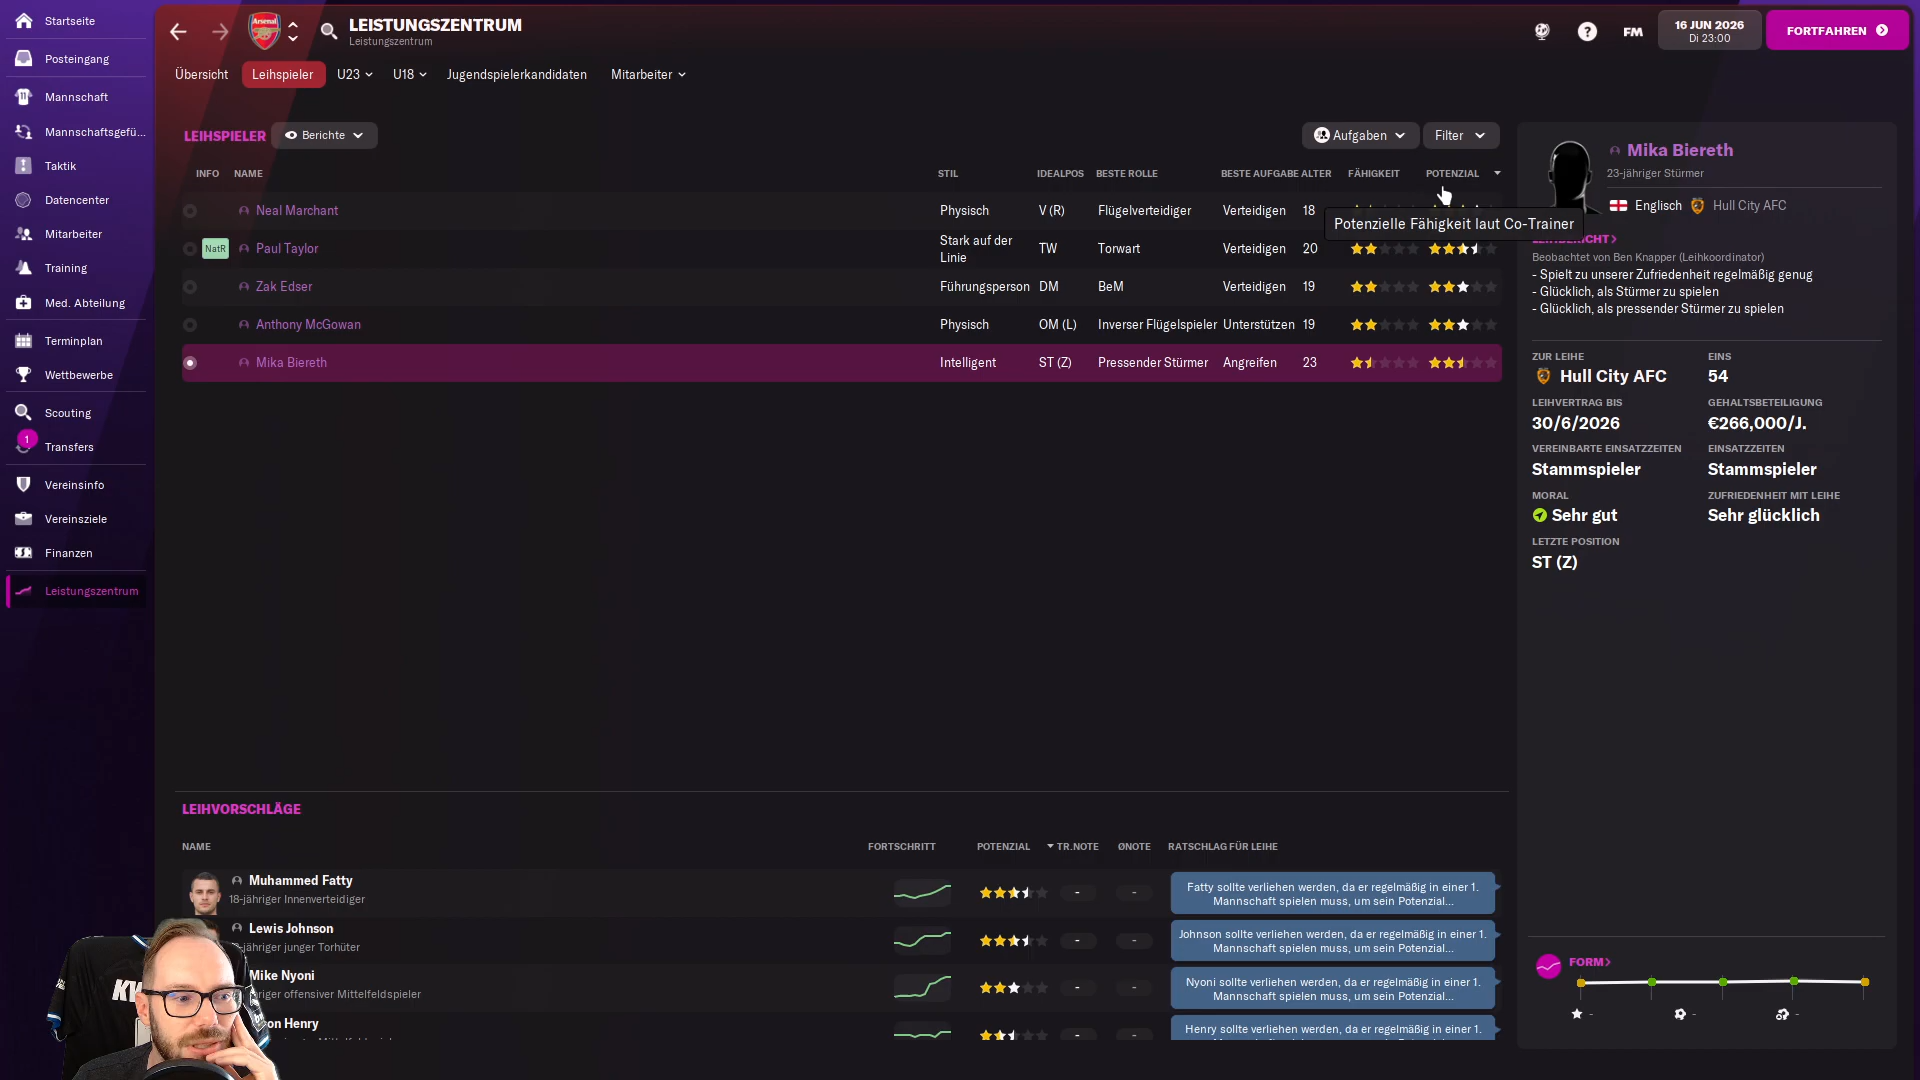 Startseite
Posteingang
Mannschaft
Mannschaftsgefü...
Taktik
Datencenter
Mitarbeiter
Training
Med. Abteilung
Terminplan
Wettbewerbe
Scouting
1
Transfers
Vereinsinfo
Vereinsziele
Finanzen
Leistungszentrum
Arsenal
LEISTUNGSZENTRUM
Leistungszentrum
FM
16 JUN 2026
Di 23:00
FORTFAHREN
Übersicht
Leihspieler
U23
U18
Jugendspielerkandidaten
Mitarbeiter
LEIHSPIELER
Berichte
Aufgaben
Filter
INFO NAME STIL IDEALPOS BESTE ROLLE BESTE AUFGABE ALTER FÄHIGKEIT POTENZIAL
Neal Marchant Physisch V (R) Flügelverteidiger Verteidigen 18
Potenzielle Fähigkeit laut Co-Trainer
NatR Paul Taylor Stark auf der Linie TW Torwart Verteidigen 20
Zak Edser Führungsperson DM BeM Verteidigen 19
Anthony McGowan Physisch OM (L) Inverser Flügelspieler Unterstützen 19
Mika Biereth Intelligent ST (Z) Pressender Stürmer Angreifen 23
LEIHVORSCHLÄGE
NAME FORTSCHRITT POTENZIAL TR.NOTE ØNOTE RATSCHLAG FÜR LEIHE
Muhammed Fatty
18-jähriger Innenverteidiger
- -
Fatty sollte verliehen werden, da er regelmäßig in einer 1.
Mannschaft spielen muss, um sein Potenzial...
Lewis Johnson
-jähriger junger Torhüter
- -
Johnson sollte verliehen werden, da er regelmäßig in einer 1.
Mannschaft spielen muss, um sein Potenzial...
Mike Nyoni
offensiver Mittelfeldspieler
- -
Nyoni sollte verliehen werden, da er regelmäßig in einer 1.
Mannschaft spielen muss, um sein Potenzial...
Henry
- -
Henry sollte verliehen werden, da er regelmäßig in einer 1.
Mika Biereth
23-jähriger Stürmer
Englisch Hull City AFC
Beobachtet von Ben Knapper (Leihkoordinator)
- Spielt zu unserer Zufriedenheit regelmäßig genug
- Glücklich, als Stürmer zu spielen
- Glücklich, als pressender Stürmer zu spielen
ZUR LEIHE EINS
Hull City AFC 54
LEIHVERTRAG BIS GEHALTSBETEILIGUNG
30/6/2026 €266,000/J.
VEREINBARTE EINSATZZEITEN EINSATZZEITEN
Stammspieler Stammspieler
MORAL ZUFRIEDENHEIT MIT LEIHE
Sehr gut Sehr glücklich
LETZTE POSITION
ST (Z)
FORM
- - -